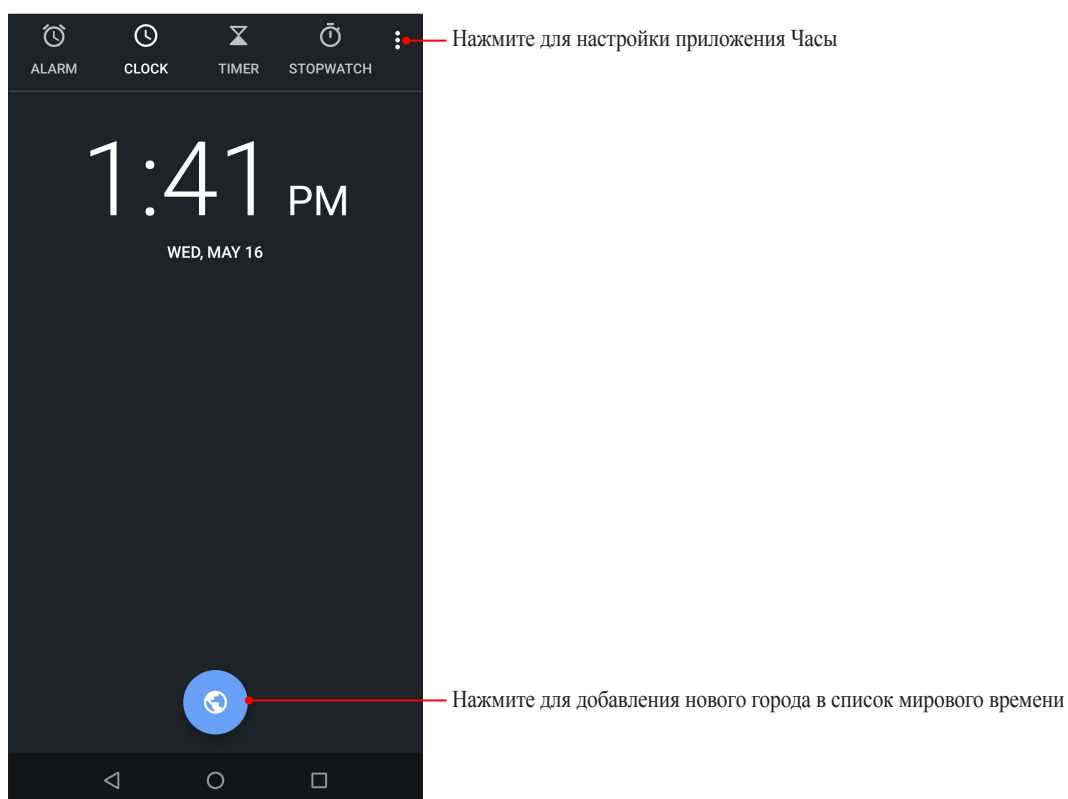 Нажмите для настройки приложения Часы
ALARM CLOCK TIMER STOPWATCH
1:41 PM
WED, MAY 16
Нажмите для добавления нового города в список мирового времени